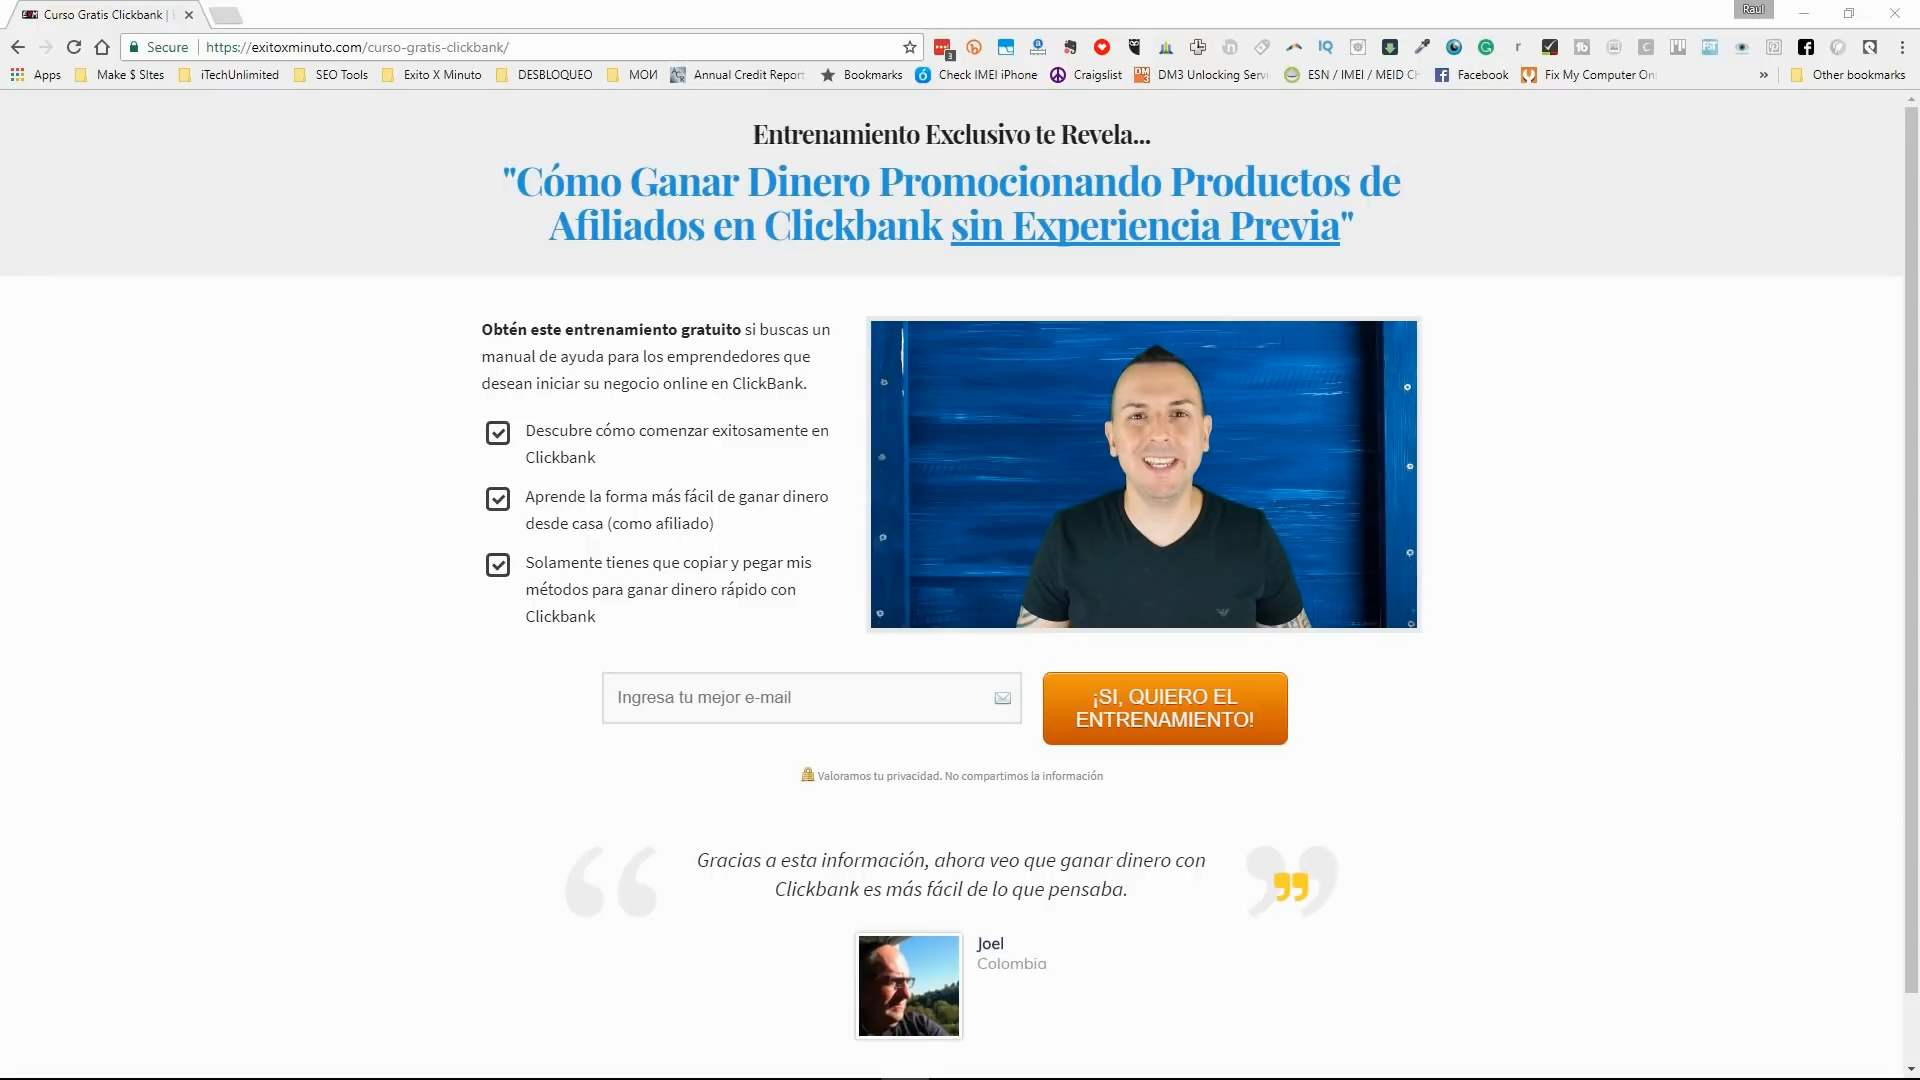 Curso Gratis Clickbank |
Raul
Secure
https://exitoxminuto.com/curso-gratis-clickbank/
3
IQ
r
Apps
Make $ SItes
iTechUnlimited
SEO Tools
Exito X Minuto
DESBLOQUEO
МОИ
Annual Credit Report
Bookmarks
Check IMEI iPhone
Craigslist
DM3 Unlocking Servi
ESN / IMEI / MEID Ch
Facebook
Fix My Computer On
»
Other bookmarks
Entrenamiento Exclusivo te Revela...
"Cómo Ganar Dinero Promocionando Productos de
Afiliados en Clickbank sin Experiencia Previa"
Obtén este entrenamiento gratuito si buscas un
manual de ayuda para los emprendedores que
desean iniciar su negocio online en ClickBank.
Descubre cómo comenzar exitosamente en
Clickbank
Aprende la forma más fácil de ganar dinero
desde casa (como afiliado)
Solamente tienes que copiar y pegar mis
métodos para ganar dinero rápido con
Clickbank
Ingresa tu mejor e-mail
¡SI, QUIERO EL
ENTRENAMIENTO!
Valoramos tu privacidad. No compartimos la información
Gracias a esta información, ahora veo que ganar dinero con
Clickbank es más fácil de lo que pensaba.
Joel
Colombia